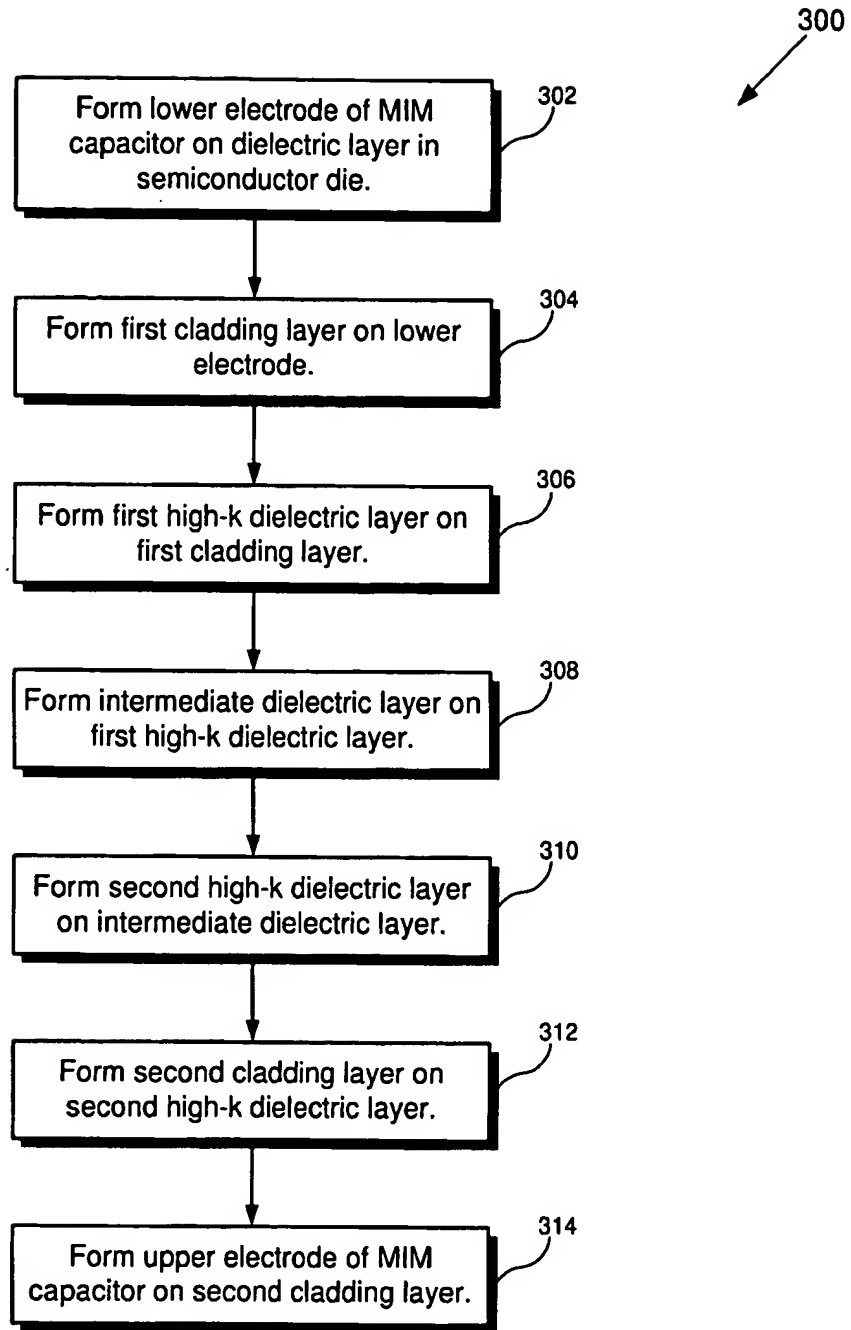 300
Form lower electrode of MIM
capacitor on dielectric layer in
semiconductor die.
302
Form first cladding layer on lower
electrode.
304
Form first high-k dielectric layer on
first cladding layer.
306
Form intermediate dielectric layer on
first high-k dielectric layer.
308
Form second high-k dielectric layer
on intermediate dielectric layer.
310
Form second cladding layer on
second high-k dielectric layer.
312
Form upper electrode of MIM
capacitor on second cladding layer.
314